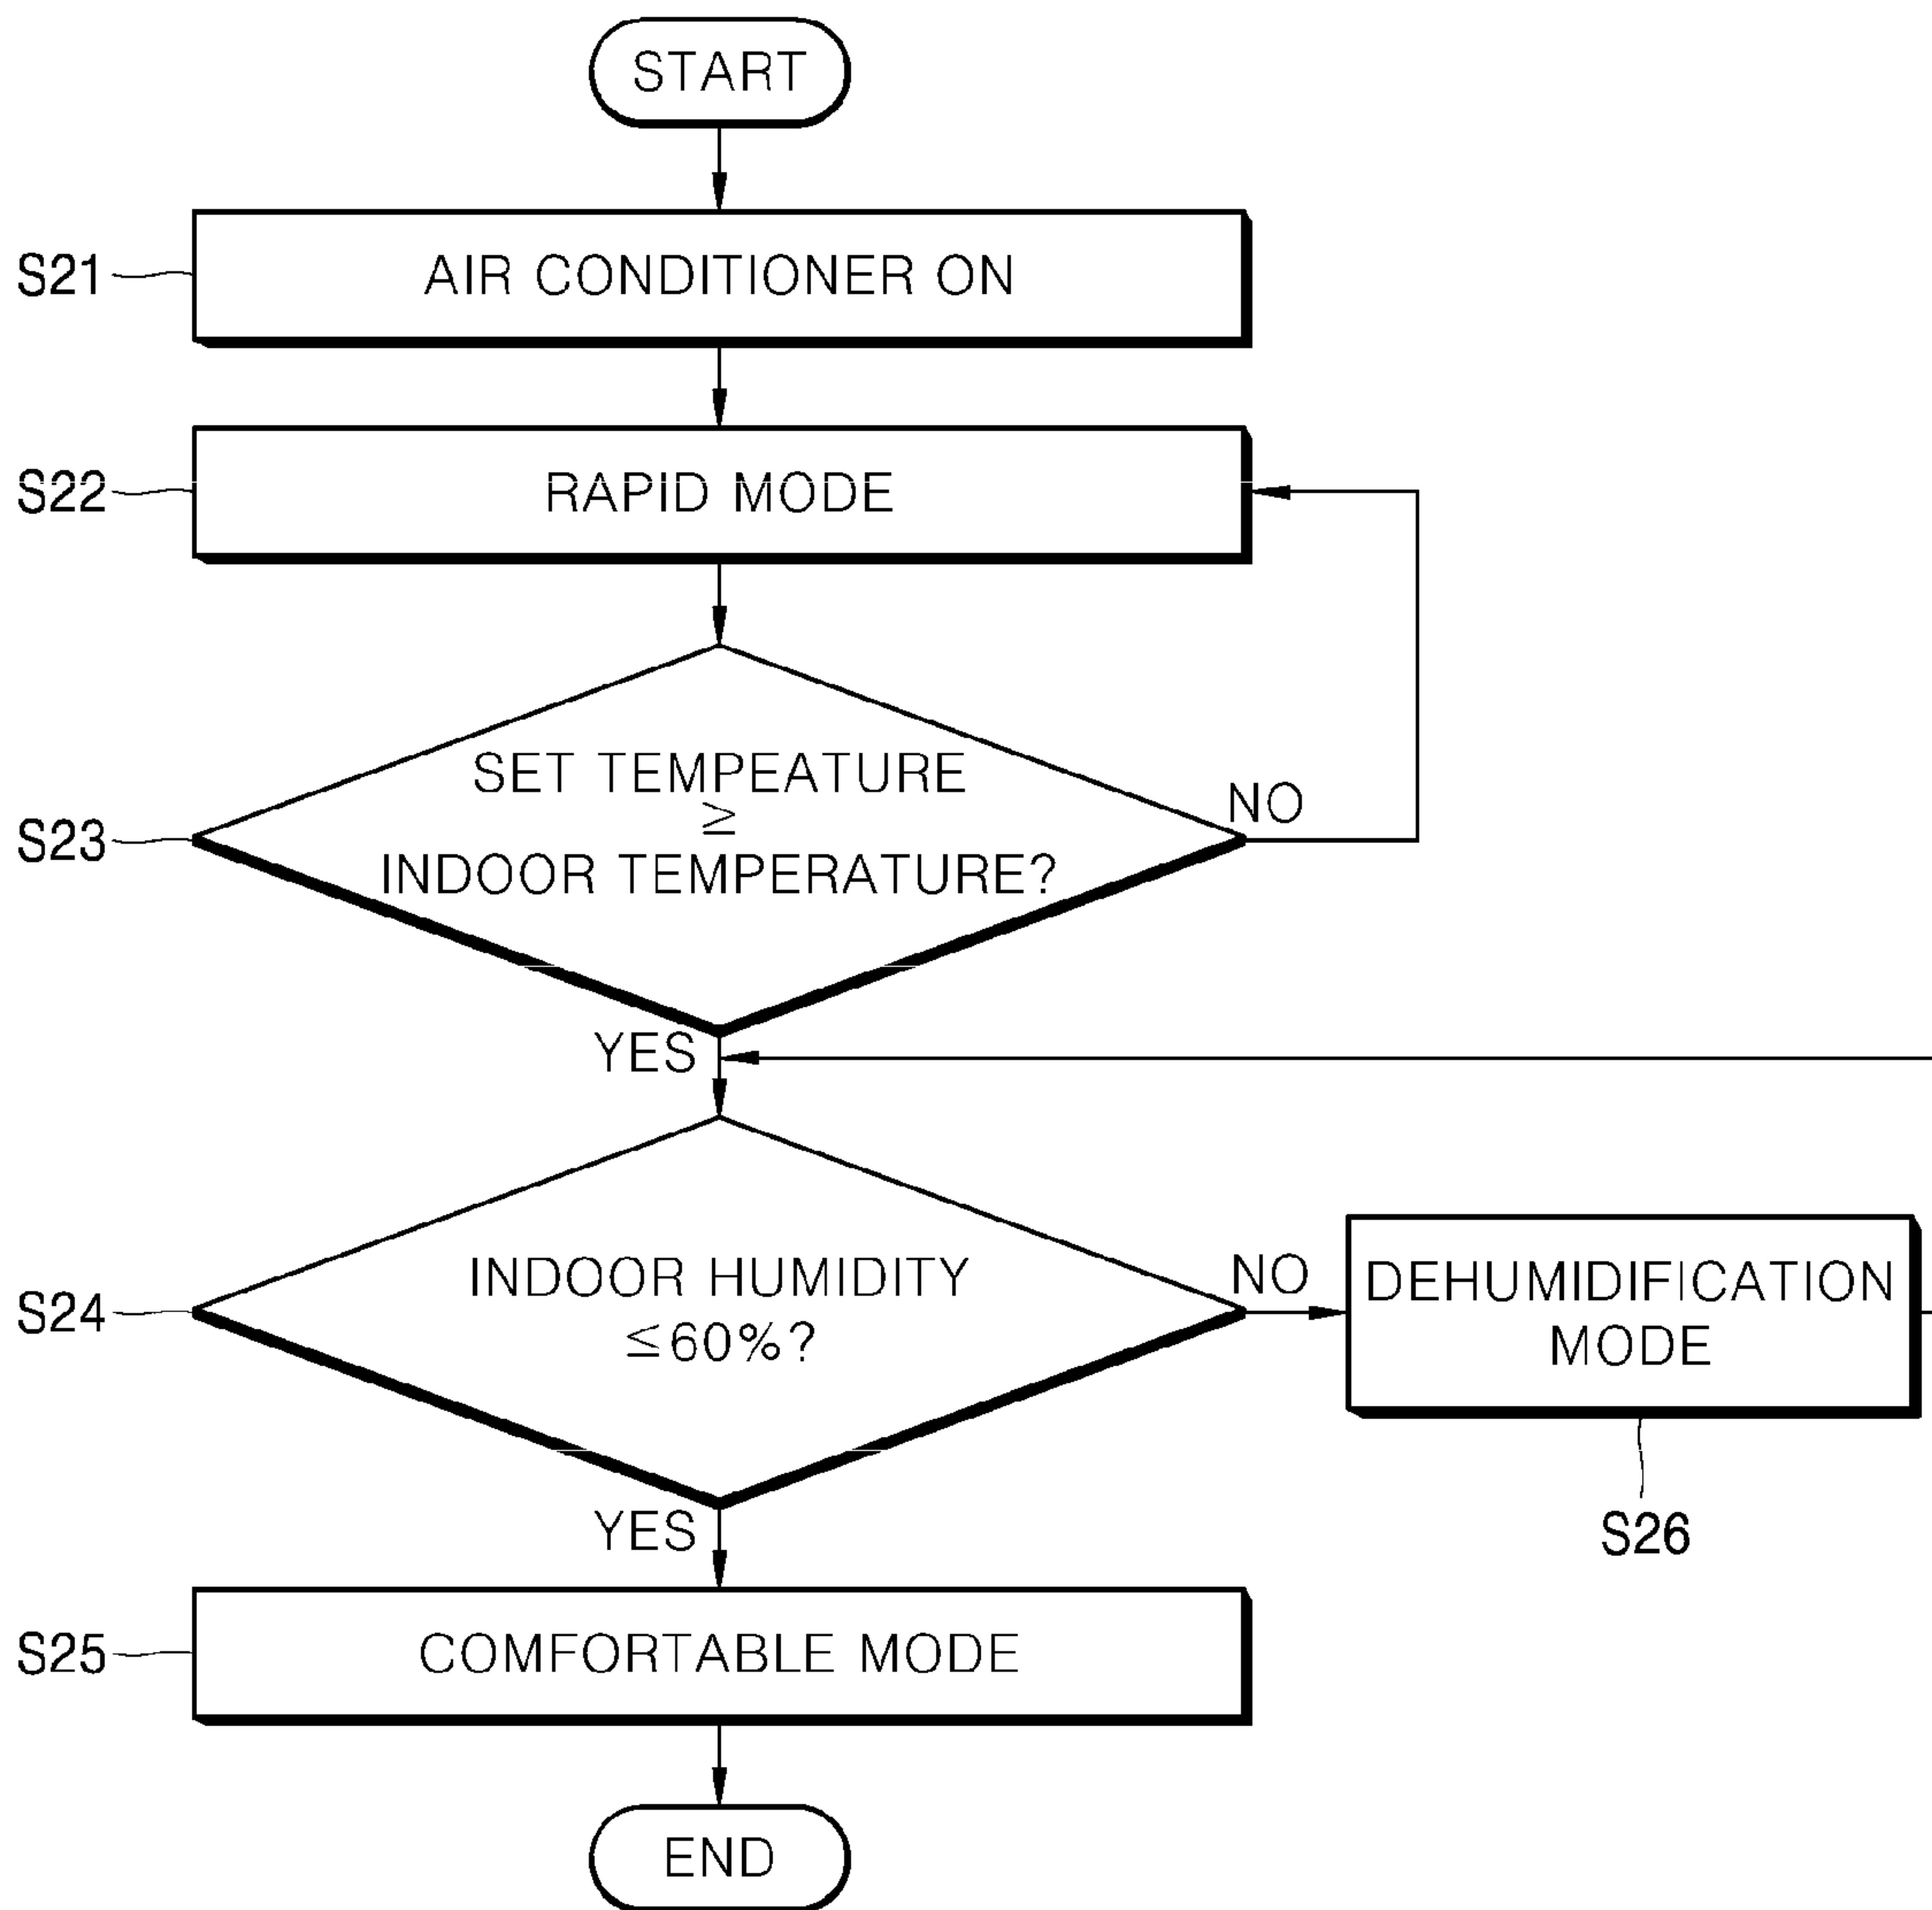 START
S21
AIR CONDITIONER ON
S22
RAPID MODE
S23
SET TEMPEATURE
≥
INDOOR TEMPERATURE?
NO
YES
S24
INDOOR HUMIDITY
≤60%?
NO
DEHUMIDIFICATION
MODE
S26
YES
S25
COMFORTABLE MODE
END